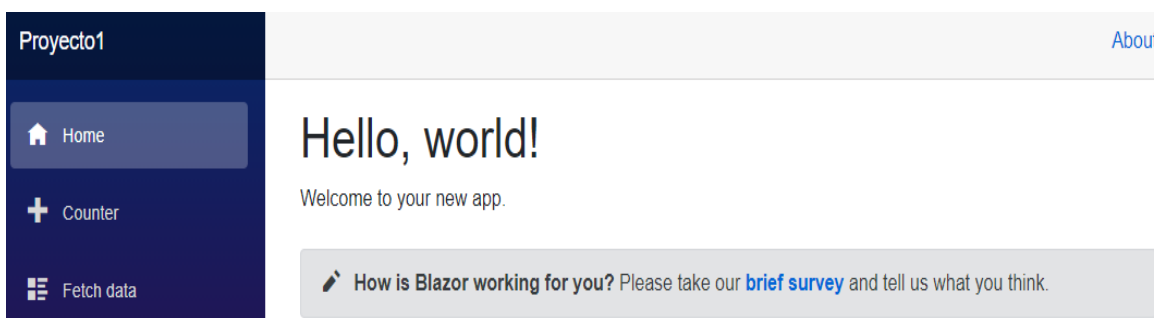 Proyecto1
About
Home
Hello, world!
Welcome to your new app.
Counter
How is Blazor working for you? Please take our brief survey and tell us what you think.
Fetch data